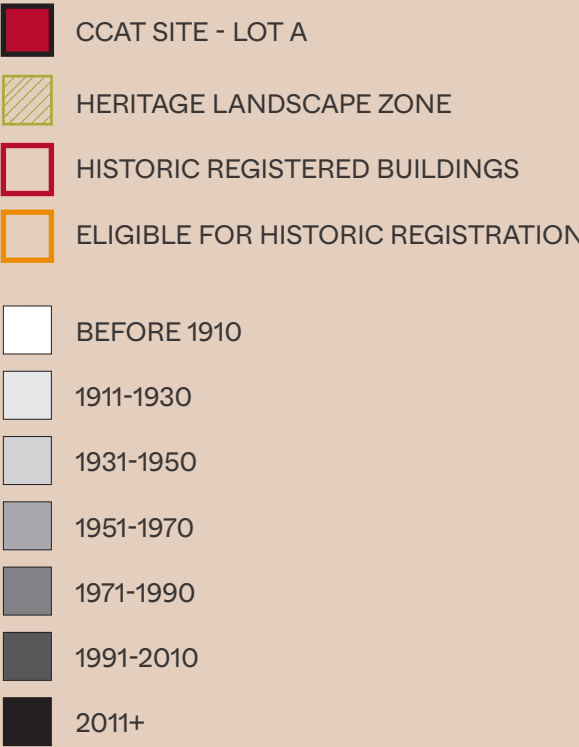 CCAT SITE - LOT A
HERITAGE LANDSCAPE ZONE
HISTORIC REGISTERED BUILDINGS
ELIGIBLE FOR HISTORIC REGISTRATION
BEFORE 1910
1911-1930
1931-1950
1951-1970
1971-1990
1991-2010
2011+